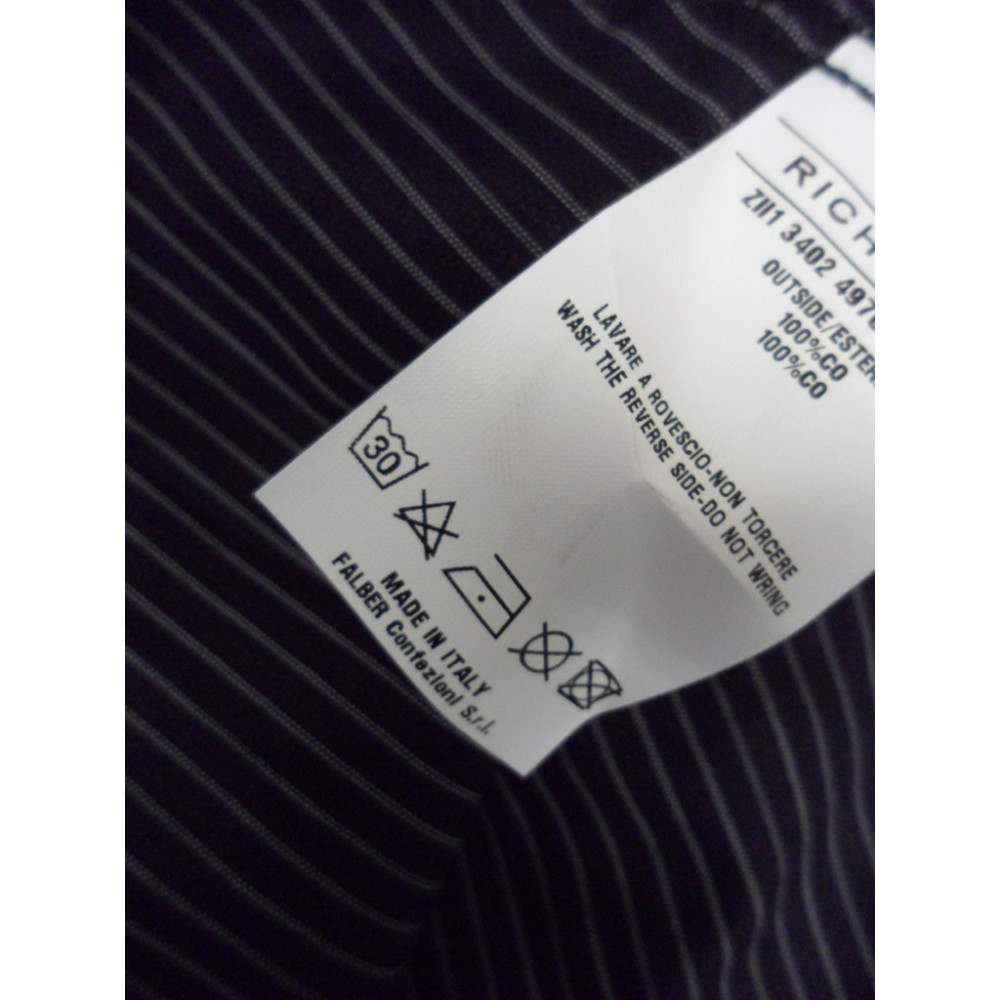 RICH
ZII1 3402 4976
OUTSIDE/ESTER
100%CO
100%CO
LAVARE A ROVESCIO-NON TORCERE
WASH THE REVERSE SIDE-DO NOT WRING
30
MADE IN ITALY
FALBER Confezioni S.r.l.